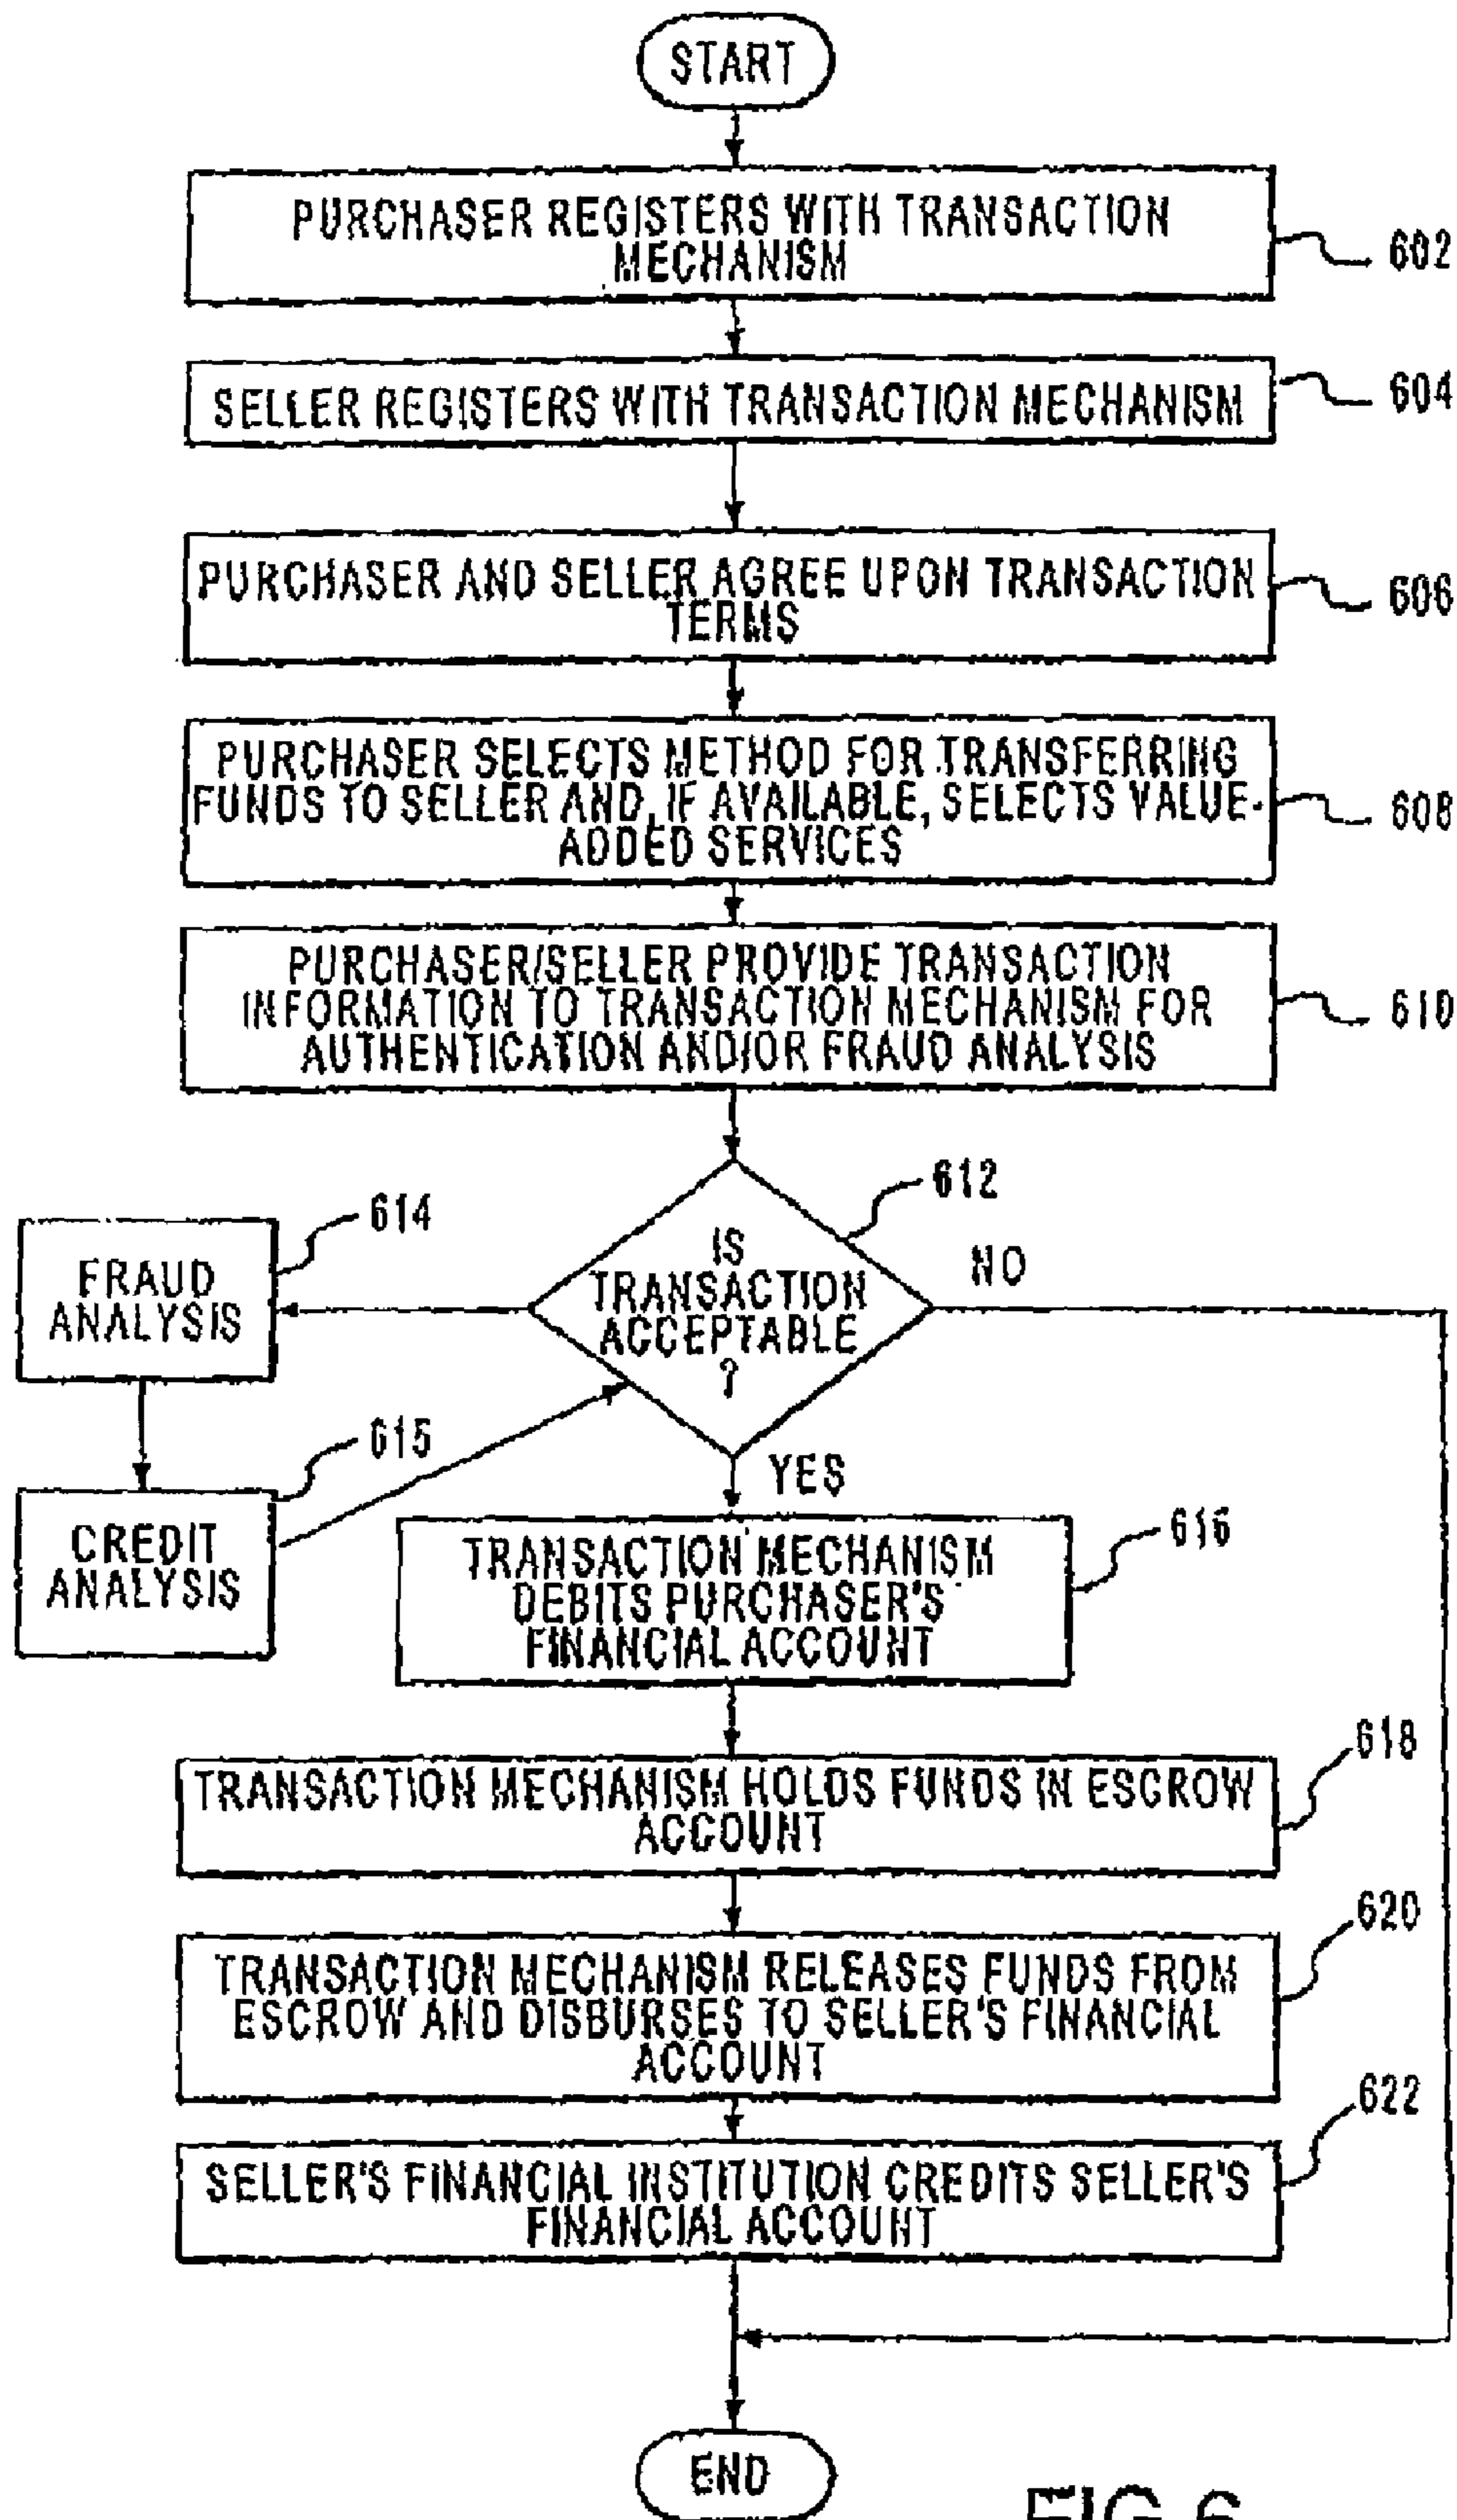 START
PURCHASER REGISTERS WITH TRANSACTION
MECHANISM
602
SELLER REGISTERS WITH TRANSACTION MECHANISM
604
PURCHASER AND SELLER AGREE UPON TRANSACTION
TERMS
606
PURCHASER SELECTS METHOD FOR TRANSFERRING
FUNDS TO SELLER AND, IF AVAILABLE, SELECTS VALUE-
ADDED SERVICES
608
PURCHASER/SELLER PROVIDE TRANSACTION
INFORMATION TO TRANSACTION MECHANISM FOR
AUTHENTICATION AND/OR FRAUD ANALYSIS
610
612
IS
TRANSACTION
ACCEPTABLE
?
NO
614
FRAUD
ANALYSIS
615
CREDIT
ANALYSIS
YES
TRANSACTION MECHANISM
DEBITS PURCHASER'S
FINANCIAL ACCOUNT
616
TRANSACTION MECHANISM HOLDS FUNDS IN ESCROW
ACCOUNT
618
TRANSACTION MECHANISM RELEASES FUNDS FROM
ESCROW AND DISBURSES TO SELLER'S FINANCIAL
ACCOUNT
620
SELLER'S FINANCIAL INSTITUTION CREDITS SELLER'S
FINANCIAL ACCOUNT
622
END
FIG.6